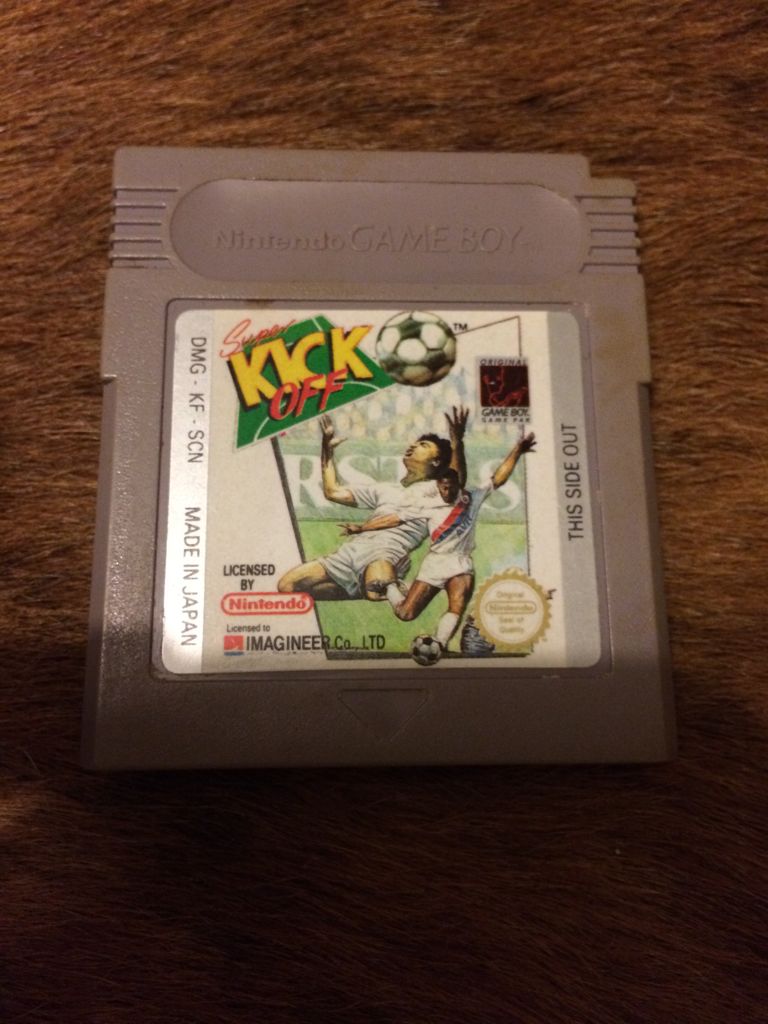 Nintendo GAME BOY TM
Super
KICK
OFF
TM
ORIGINAL
GAME BOY
GAME PAK
DMG - KF - SCN MADE IN JAPAN
THIS SIDE OUT
LICENSED
BY
Nintendo
Licensed to
IMAGINEER Co., LTD
Original
Nintendo
Seal of
Quality